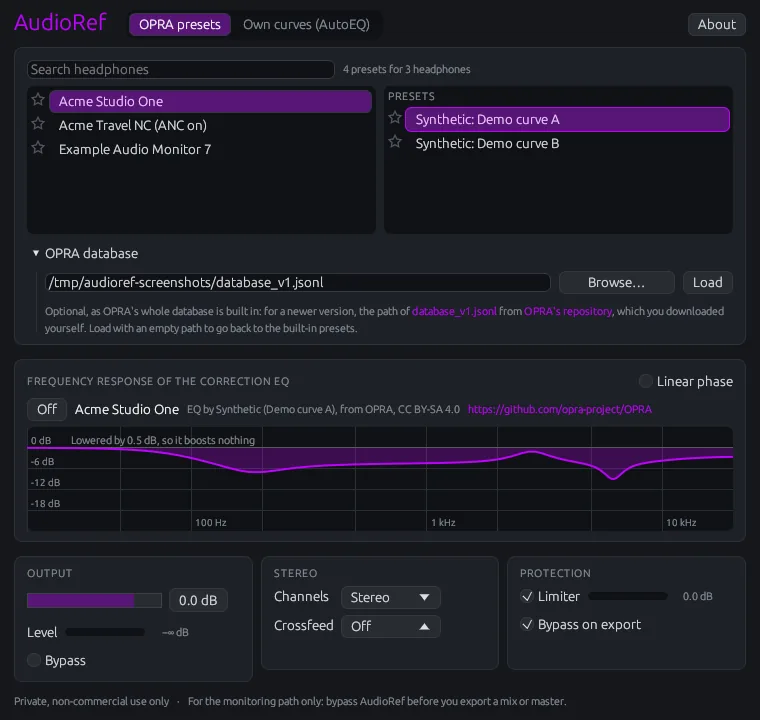 AudioRef OPRA presets Own curves (AutoEQ) About
Search headphones 4 presets for 3 headphones
Acme Studio One
Acme Travel NC (ANC on)
Example Audio Monitor 7
PRESETS
Synthetic: Demo curve A
Synthetic: Demo curve B
OPRA database
/tmp/audioref-screenshots/database_v1.jsonl Browse... Load
Optional, as OPRA's whole database is built in: for a newer version, the path of database_v1.jsonl from OPRA's repository, which you downloaded
yourself. Load with an empty path to go back to the built-in presets.
FREQUENCY RESPONSE OF THE CORRECTION EQ Linear phase
Off Acme Studio One EQ by Synthetic (Demo curve A), from OPRA, CC BY-SA 4.0 https://github.com/opra-project/OPRA
0 dB Lowered by 0.5 dB, so it boosts nothing
-6 dB
-12 dB
-18 dB
100 Hz 1 kHz 10 kHz
OUTPUT
0.0 dB
Level -∞ dB
Bypass
STEREO
Channels Stereo
Crossfeed Off
PROTECTION
Limiter 0.0 dB
Bypass on export
Private, non-commercial use only · For the monitoring path only: bypass AudioRef before you export a mix or master.